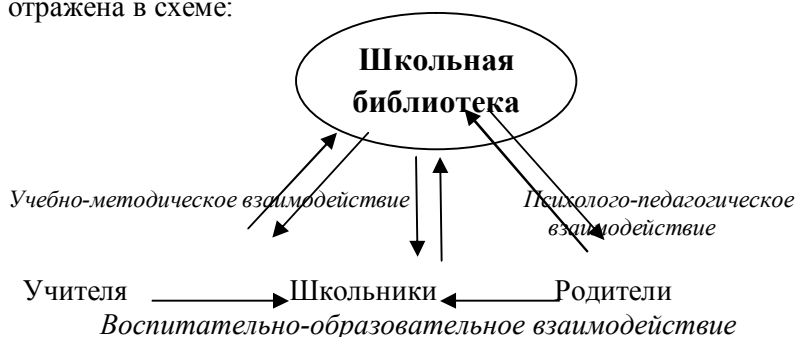 отражена в схеме:
Школьная
библиотека
Учебно-методическое взаимодействие
Психолого-педагогическое
взаимодействие
Учителя Школьники Родители
Воспитательно-образовательное взаимодействие